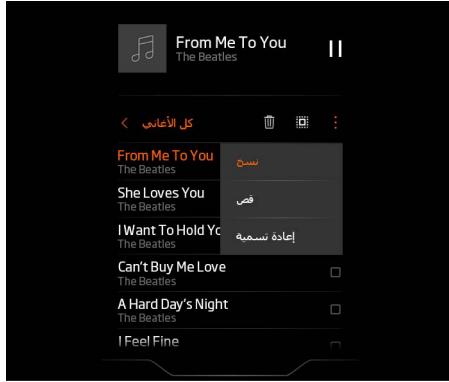 From Me To You
The Beatles
كل الأغاني
From Me To You
The Beatles
نسخ
She Loves You
The Beatles
قص
I Want To Hold Yo
The Beatles
إعادة تسمية
Can't Buy Me Love
The Beatles
A Hard Day's Night
The Beatles
I Feel Fine